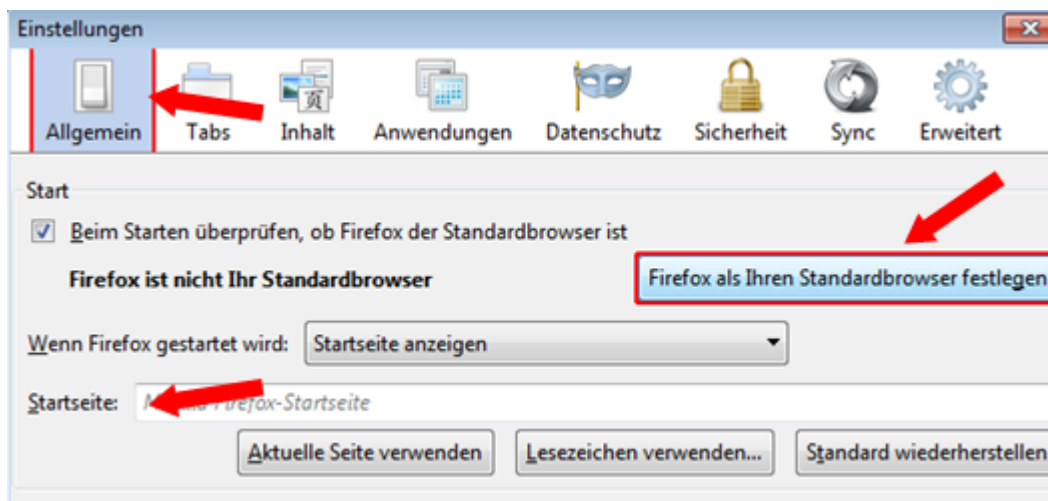 Einstellungen
Allgemein Tabs Inhalt Anwendungen Datenschutz Sicherheit Sync Erweitert
Start
Beim Starten überprüfen, ob Firefox der Standardbrowser ist
Firefox ist nicht Ihr Standardbrowser Firefox als Ihren Standardbrowser festlegen
Wenn Firefox gestartet wird: Startseite anzeigen
Startseite: Firefox-Startseite
Aktuelle Seite verwenden Lesezeichen verwenden... Standard wiederherstellen